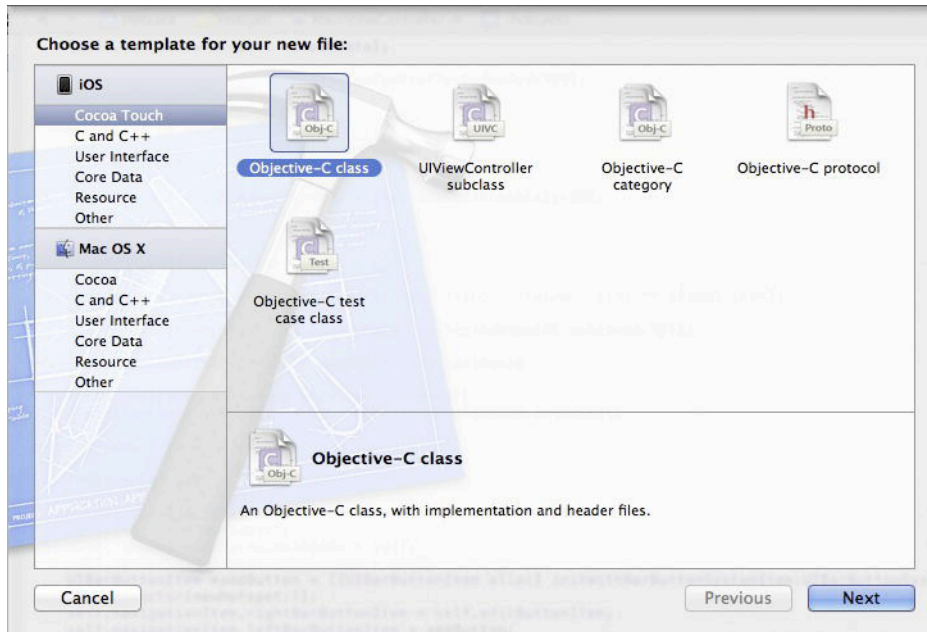 Choose a template for your new file:
iOS
Cocoa Touch
C and C++
User Interface
Core Data
Resource
Other
Mac OS X
Cocoa
C and C++
User Interface
Core Data
Resource
Other
Obj-C
Objective-C class
UIVC
UIViewController
subclass
Obj-C
Objective-C
category
h
Proto
Objective-C protocol
Test
Objective-C test
case class
Obj-C
Objective-C class
An Objective-C class, with implementation and header files.
Cancel
Previous
Next